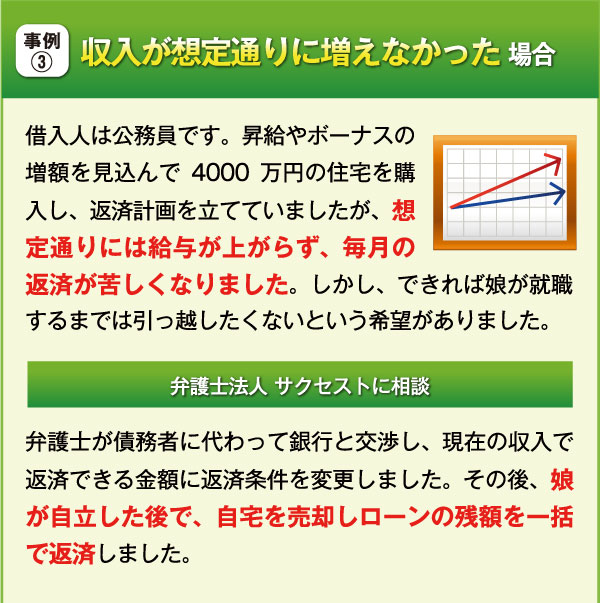 事例
③
収入が想定通りに増えなかった 場合
借入人は公務員です。昇給やボーナスの
増額を見込んで 4000 万円の住宅を購
入し、返済計画を立てていましたが、想
定通りには給与が上がらず、毎月の
返済が苦しくなりました。しかし、できれば娘が就職
するまでは引っ越したくないという希望がありました。
弁護士法人 サクセストに相談
弁護士が債務者に代わって銀行と交渉し、現在の収入で
返済できる金額に返済条件を変更しました。その後、娘
が自立した後で、自宅を売却しローンの残額を一括
で返済しました。